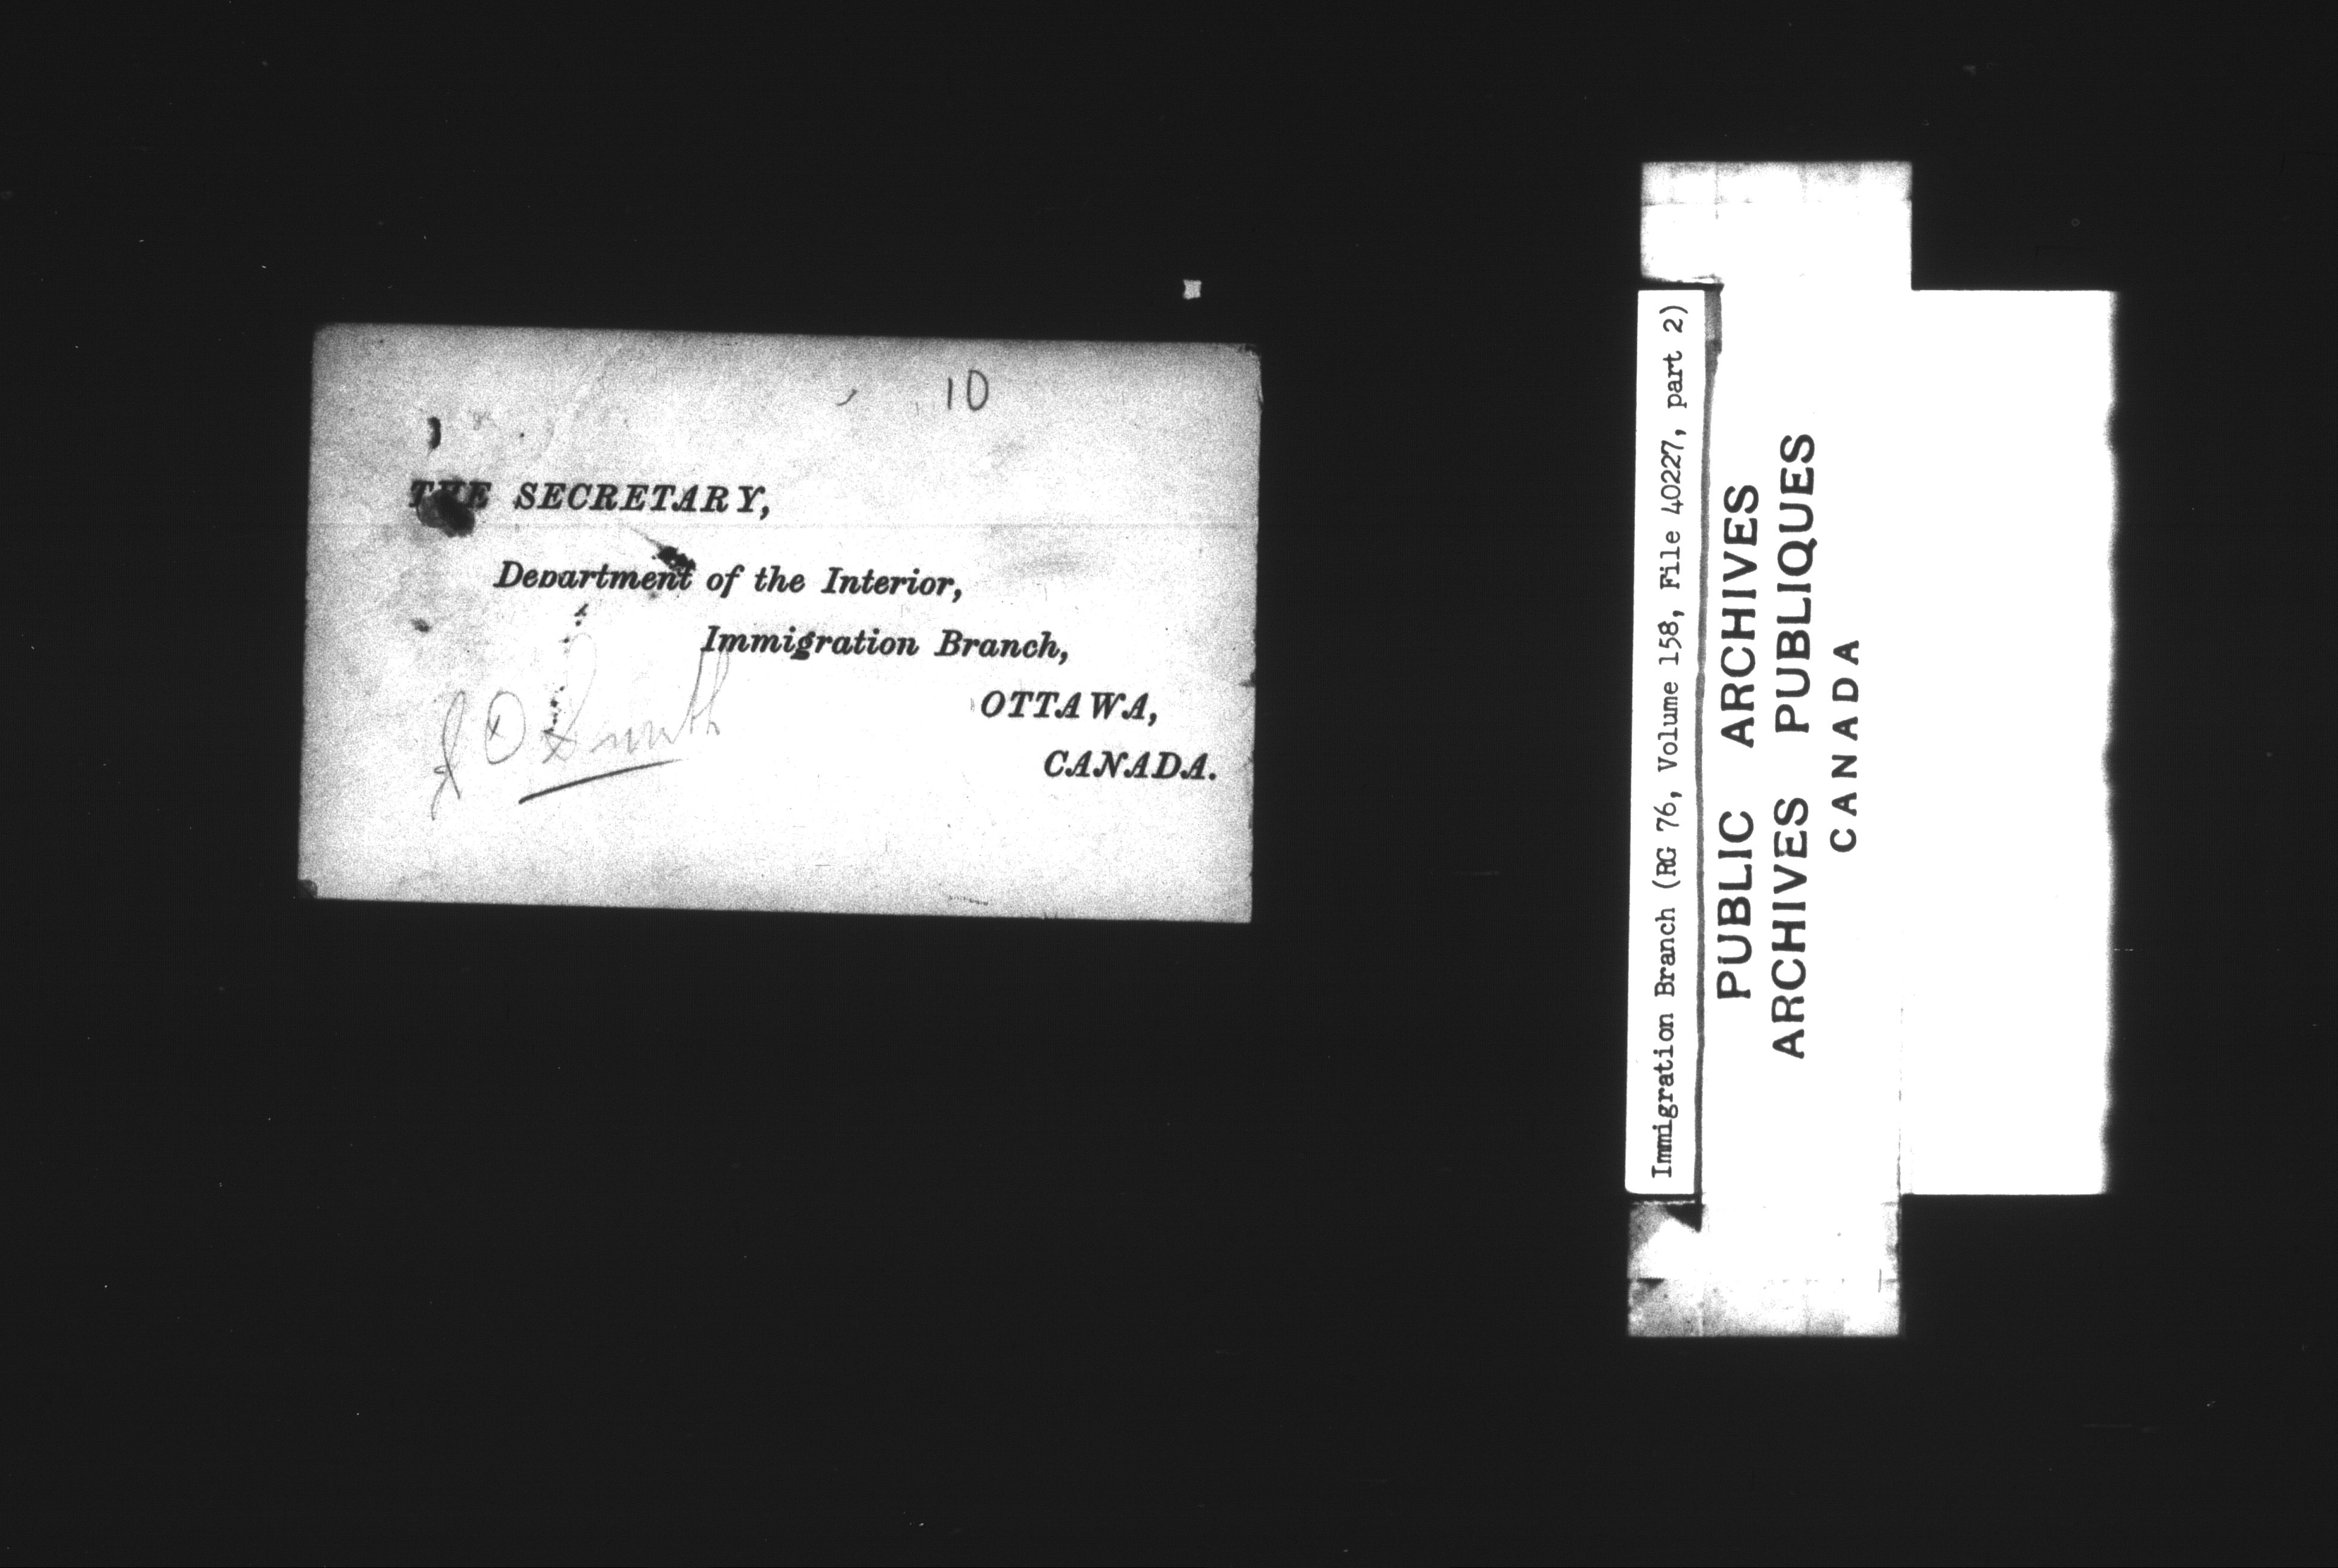 10
THE SECRETARY,
Department of the Interior,
Immigration Branch,
OTTAWA,
CANADA.
J O Smith
Immigration Branch (RG 76, Volume 158, File 40227, part 2)
PUBLIC ARCHIVES
ARCHIVES PUBLIQUES
CANADA